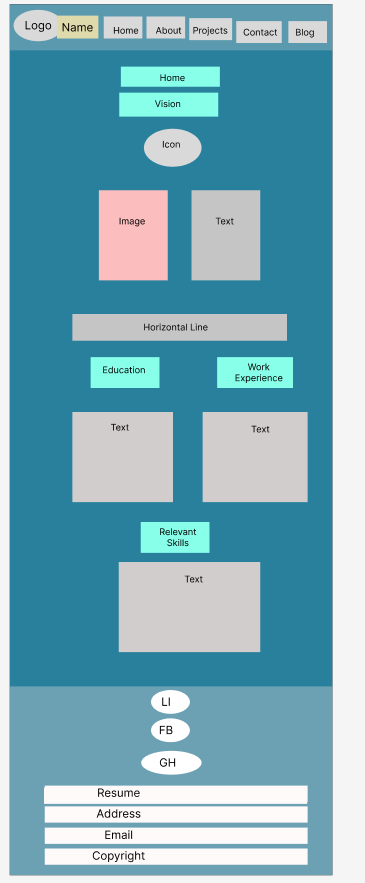 Logo Name Home About Projects Contact Blog
Home
Vision
Icon
Image Text
Horizontal Line
Education
Work
Experience
Text Text
Relevant
Skills
Text
LI
FB
GH
Resume
Address
Email
Copyright